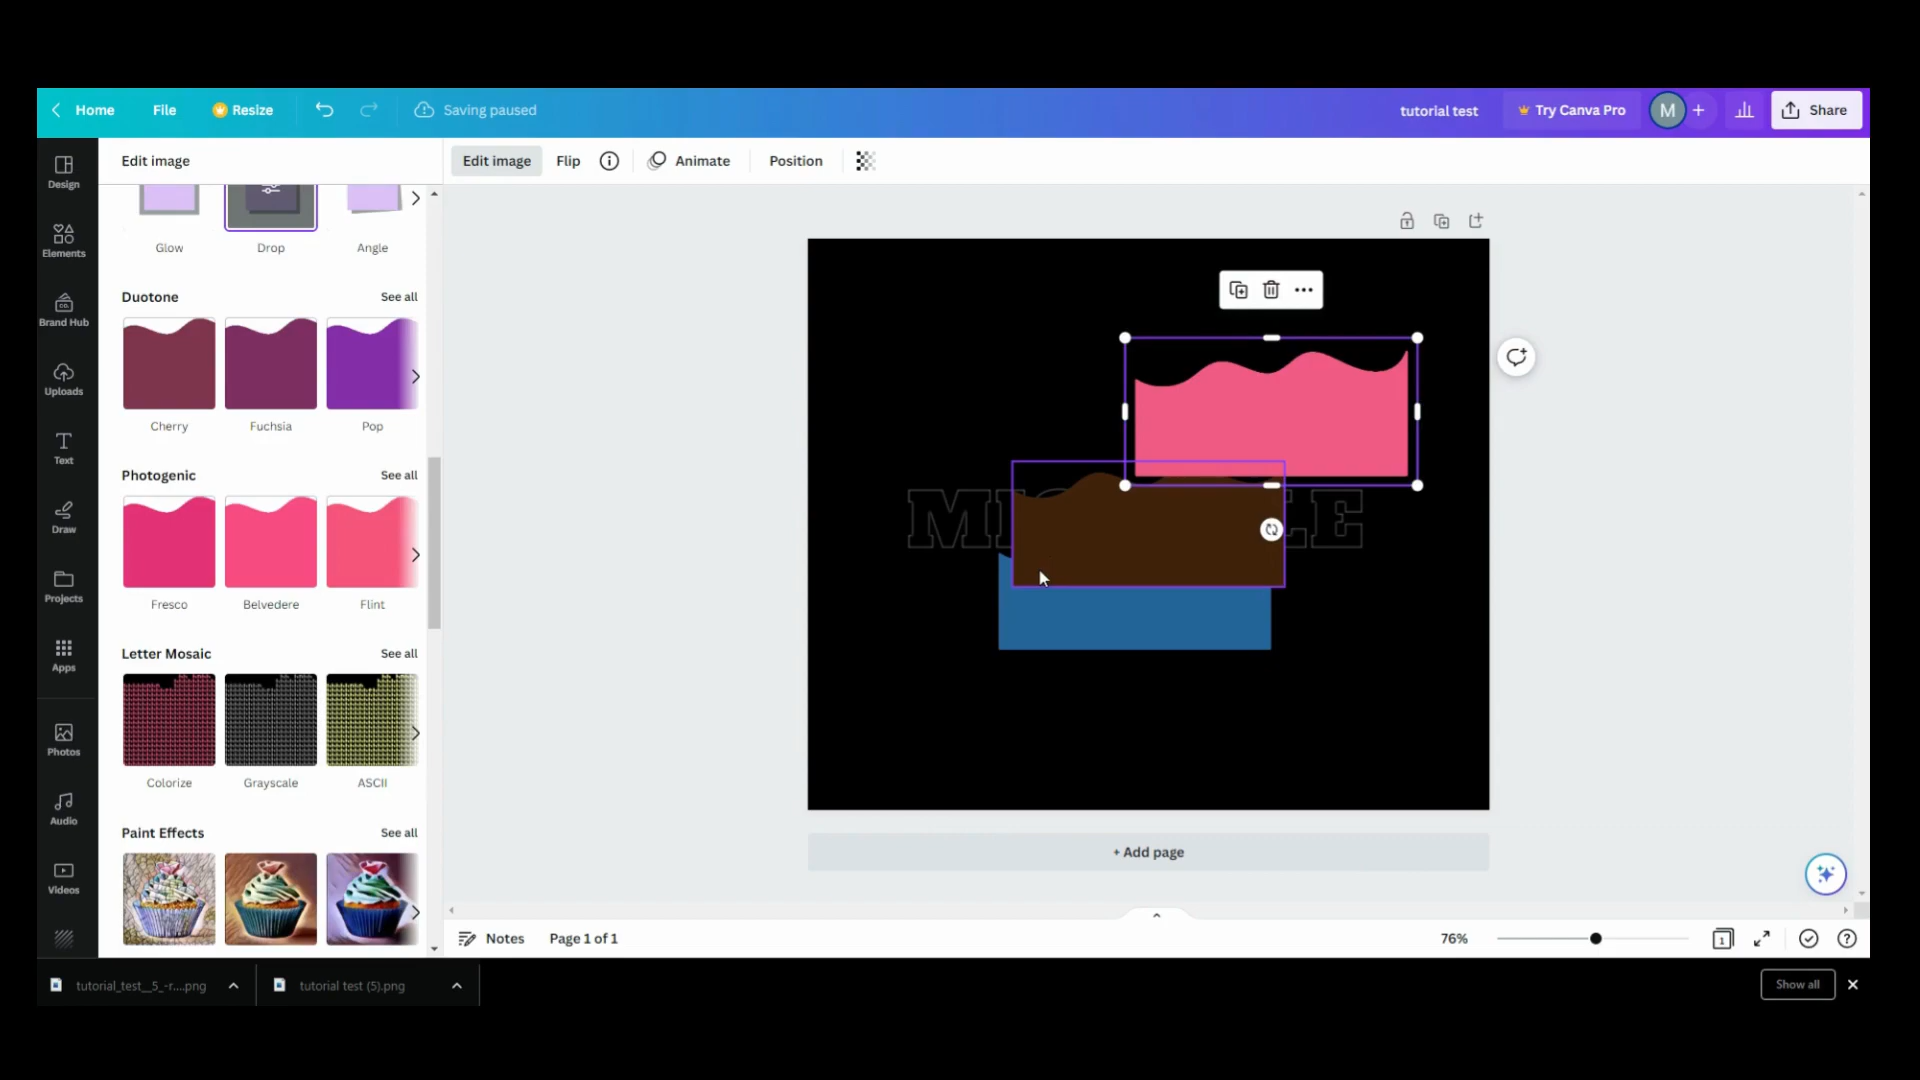 Home File Resize Saving paused tutorial test Try Canva Pro M + Share
Edit image
Edit image Flip Animate Position
Design
Elements
Brand Hub
Uploads
Text
Draw
Projects
Apps
Photos
Audio
Videos
Glow Drop Angle
Duotone See all
Cherry Fuchsia Pop
Photogenic See all
Fresco Belvedere Flint
Letter Mosaic See all
Colorize Grayscale ASCII
Paint Effects See all
+ Add page
Notes Page 1 of 1 76% 1 ?
tutorial_test__5_-r....png tutorial test (5).png Show all